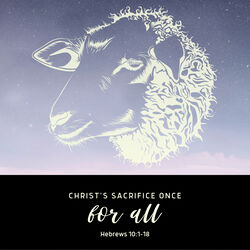 CHRIST'S SACRIFICE ONCE
for all
Hebrews 10:1-18